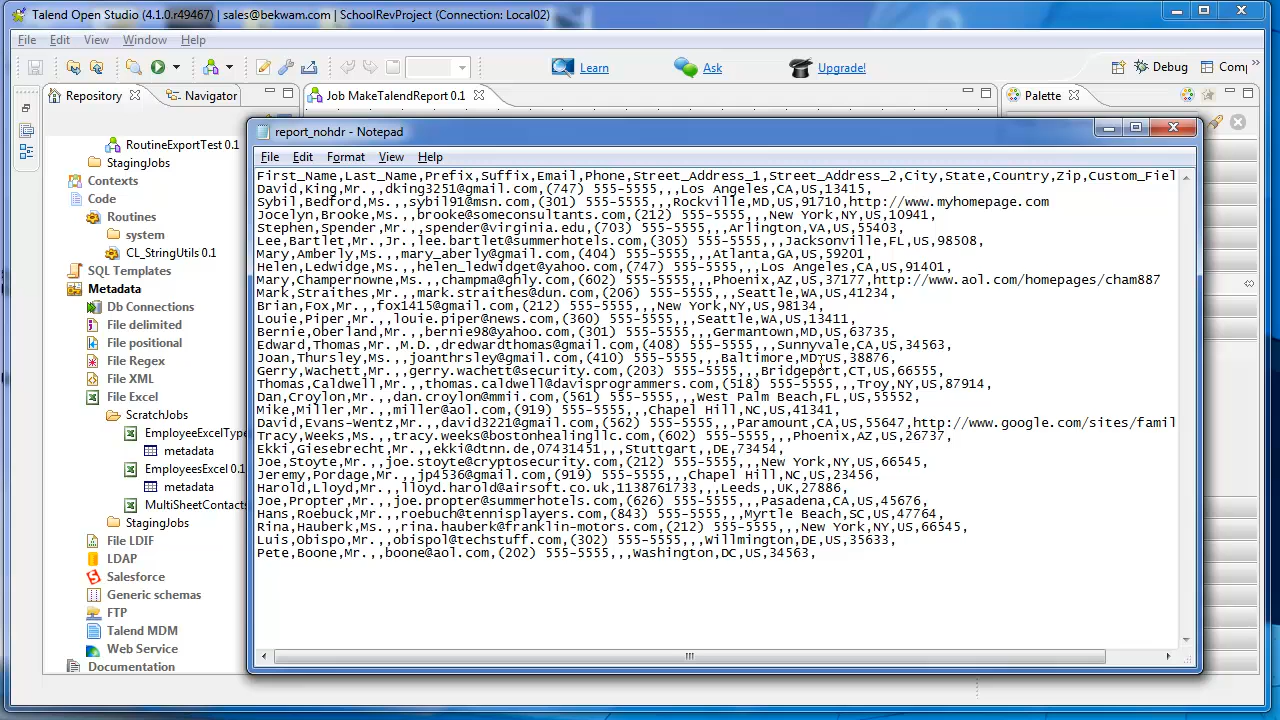 Talend Open Studio (4.1.0.r49467) | sales@bekwam.com | SchoolRevProject (Connection: Local02)
File Edit View Window Help
Learn Ask Upgrade! Debug Comp
Repository Navigator Job MakeTalendReport 0.1 Palette
report_nohdr - Notepad
File Edit Format View Help
RoutineExportTest 0.1
StagingJobs
Contexts
Code
Routines
system
CL_StringUtils 0.1
SQL Templates
Metadata
Db Connections
File delimited
File positional
File Regex
File XML
File Excel
ScratchJobs
EmployeeExcelType
metadata
EmployeesExcel 0.1
metadata
MultiSheetContacts
StagingJobs
File LDIF
LDAP
Salesforce
Generic schemas
FTP
Talend MDM
Web Service
Documentation
First_Name,Last_Name,Prefix,Suffix,Email,Phone,Street_Address_1,Street_Address_2,City,State,Country,Zip,Custom_Fiel
David,King,Mr.,,dking3251@gmail.com,(747) 555-5555,,,Los Angeles,CA,US,13415,
Sybil,Bedford,Ms.,,sybil91@msn.com,(301) 555-5555,,,Rockville,MD,US,91710,http://www.myhomepage.com
Jocelyn,Brooke,Ms.,,brooke@someconsultants.com,(212) 555-5555,,,New York,NY,US,10941,
Stephen,Spender,Mr.,,spender@virginia.edu,(703) 555-5555,,,Arlington,VA,US,55403,
Lee,Bartlet,Mr.,Jr.,lee.bartlet@summerhotels.com,(305) 555-5555,,,Jacksonville,FL,US,98508,
Mary,Amberly,Ms.,,mary_aberly@gmail.com,(404) 555-5555,,,Atlanta,GA,US,59201,
Helen,Ledwidge,Ms.,,helen_ledwidget@yahoo.com,(747) 555-5555,,,Los Angeles,CA,US,91401,
Mary,Champernowne,Ms.,,champma@ghly.com,(602) 555-5555,,,Phoenix,AZ,US,37177,http://www.aol.com/homepages/cham887
Mark,Straithes,Mr.,,mark.straithes@dun.com,(206) 555-5555,,,Seattle,WA,US,41234,
Brian,Fox,Mr.,,fox1415@gmail.com,(212) 555-5555,,,New York,NY,US,98134,
Louie,Piper,Mr.,,louie.piper@news.com,(360) 555-5555,,,Seattle,WA,US,13411,
Bernie,Oberland,Mr.,,bernie98@yahoo.com,(301) 555-5555,,,Germantown,MD,US,63735,
Edward,Thomas,Mr.,M.D.,dredwardthomas@gmail.com,(408) 555-5555,,,Sunnyvale,CA,US,34563,
Joan,Thursley,Ms.,,joanthrsley@gmail.com,(410) 555-5555,,,Baltimore,MD,US,38876,
Gerry,Wachett,Mr.,,gerry.wachett@security.com,(203) 555-5555,,,Bridgeport,CT,US,66555,
Thomas,Caldwell,Mr.,,thomas.caldwell@davisprogrammers.com,(518) 555-5555,,,Troy,NY,US,87914,
Dan,Croylon,Mr.,,dan.croylon@mmii.com,(561) 555-5555,,,West Palm Beach,FL,US,55552,
Mike,Miller,Mr.,,miller@aol.com,(919) 555-5555,,,Chapel Hill,NC,US,41341,
David,Evans-Wentz,Mr.,,david3221@gmail.com,(562) 555-5555,,,Paramount,CA,US,55647,http://www.google.com/sites/famil
Tracy,Weeks,Ms.,,tracy.weeks@bostonhealingllc.com,(602) 555-5555,,,Phoenix,AZ,US,26737,
Ekki,Giesebrecht,Mr.,,ekki@dtnn.de,07431451,,,Stuttgart,,DE,73454,
Joe,Stoyte,Mr.,,joe.stoyte@cryptosecurity.com,(212) 555-5555,,,New York,NY,US,66545,
Jeremy,Pordage,Mr.,,jp4536@gmail.com,(919) 555-5555,,,Chapel Hill,NC,US,23456,
Harold,Lloyd,Mr.,,lloyd.harold@airsoft.co.uk,1138761733,,,Leeds,,UK,27886,
Joe,Propter,Mr.,,joe.propter@summerhotels.com,(626) 555-5555,,,Pasadena,CA,US,45676,
Hans,Roebuck,Mr.,,roebuch@tennisplayers.com,(843) 555-5555,,,Myrtle Beach,SC,US,47764,
Rina,Hauberk,Ms.,,rina.hauberk@franklin-motors.com,(212) 555-5555,,,New York,NY,US,66545,
Luis,Obispo,Mr.,,obispol@techstuff.com,(302) 555-5555,,,Willmington,DE,US,35633,
Pete,Boone,Mr.,,boone@aol.com,(202) 555-5555,,,Washington,DC,US,34563,